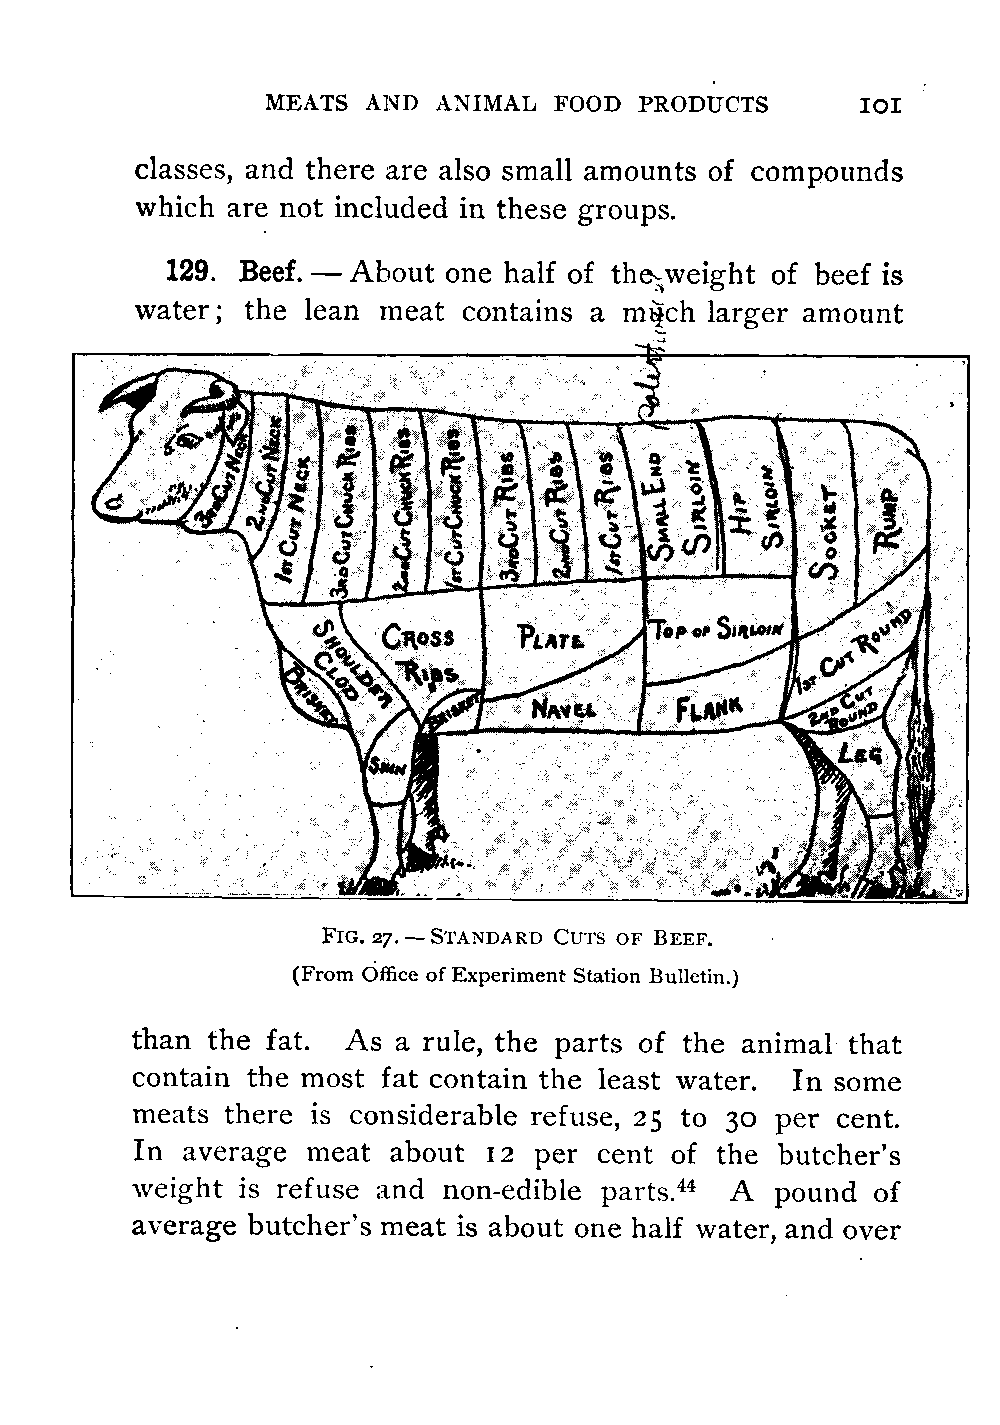 MEATS AND ANIMAL FOOD PRODUCTS 101
classes, and there are also small amounts of compounds
which are not included in these groups.
129. Beef. — About one half of the weight of beef is
water; the lean meat contains a much larger amount
3RD CUT NECK
2ND CUT NECK
1ST CUT NECK
3RD CUT CHUCK RIBS
2ND CUT CHUCK RIBS
1ST CUT CHUCK RIBS
3RD CUT RIBS
2ND CUT RIBS
1ST CUT RIBS
SMALL END
SIRLOIN
HIP
SIRLOIN
SOCKET
RUMP
SHOULDER
CLOD
BRISKET
CROSS
RIBS
BRISKET
PLATE
NAVEL
TOP OF SIRLOIN
FLANK
1ST CUT ROUND
2ND CUT
ROUND
LEG
SHIN
FIG. 27. — STANDARD CUTS OF BEEF.
(From Office of Experiment Station Bulletin.)
than the fat. As a rule, the parts of the animal that
contain the most fat contain the least water. In some
meats there is considerable refuse, 25 to 30 per cent.
In average meat about 12 per cent of the butcher's
weight is refuse and non-edible parts.⁴⁴ A pound of
average butcher's meat is about one half water, and over